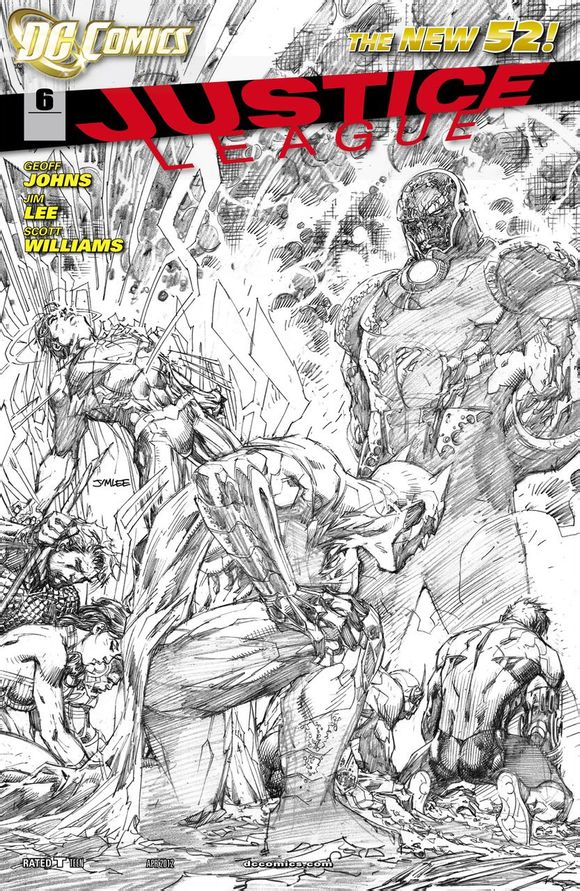 DC COMICS
THE NEW 52!
6
JUSTICE
LEAGUE
GEOFF
JOHNS
JIM
LEE
SCOTT
WILLIAMS
JYMLEE
RATED T TEEN
APR 2012
dccomics.com